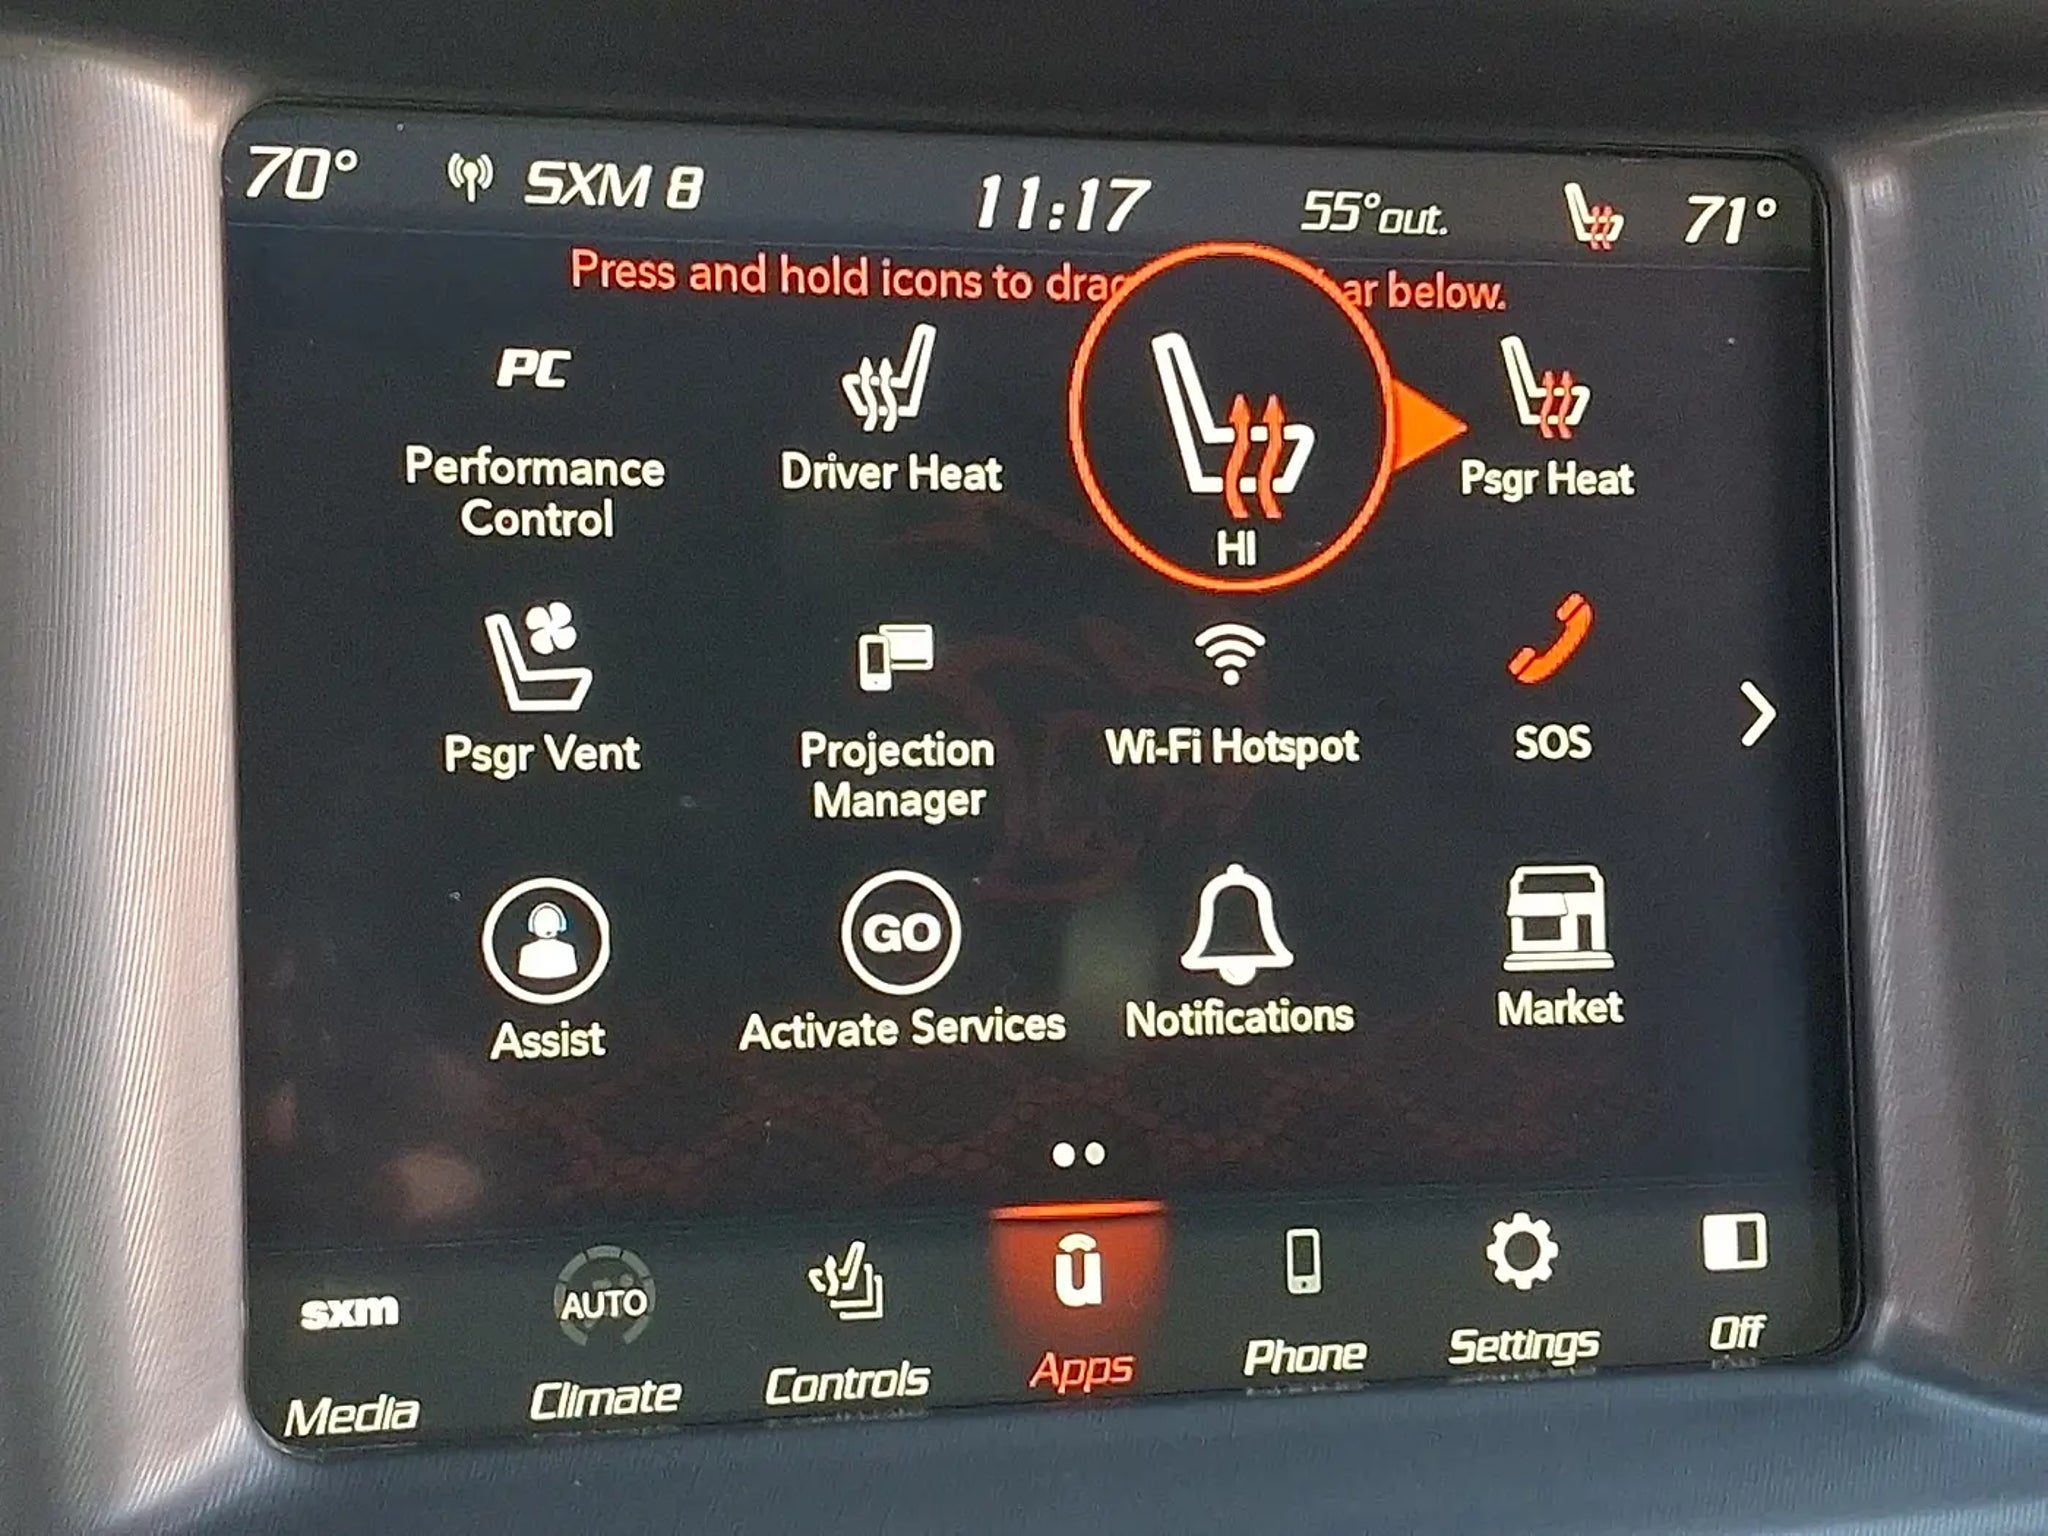 70° SXM 8 11:17 55°out. 71°
Press and hold icons to drag ar below.
PC
Performance
Control
Driver Heat
HI
Psgr Heat
Psgr Vent
Projection
Manager
Wi-Fi Hotspot
SOS
Assist
GO
Activate Services
Notifications
Market
sxm
Media
AUTO
Climate
Controls
u
Apps
Phone
Settings
Off